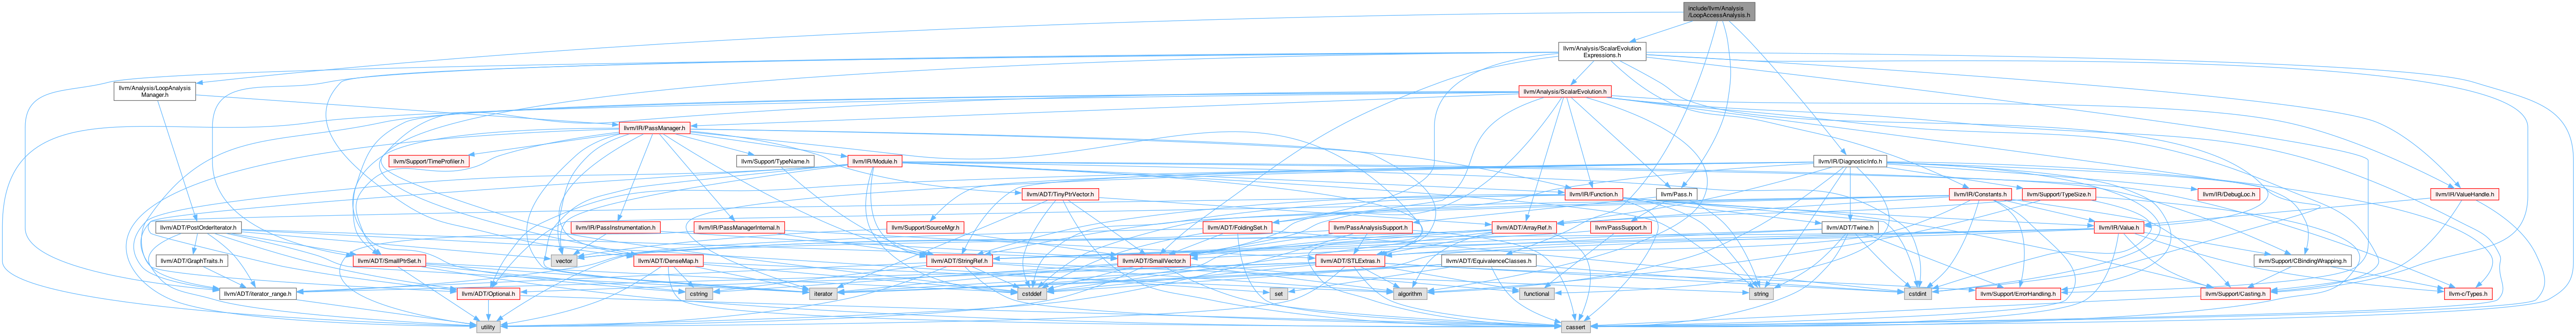 include/llvm/Analysis
/LoopAccessAnalysis.h
llvm/Analysis/ScalarEvolution
Expressions.h
llvm/Analysis/LoopAnalysis
Manager.h
llvm/Analysis/ScalarEvolution.h
llvm/IR/PassManager.h
llvm/Support/TimeProfiler.h
llvm/Support/TypeName.h
llvm/IR/Module.h
llvm/IR/DiagnosticInfo.h
llvm/ADT/TinyPtrVector.h
llvm/IR/Function.h
llvm/Pass.h
llvm/IR/Constants.h
llvm/Support/TypeSize.h
llvm/IR/DebugLoc.h
llvm/IR/ValueHandle.h
llvm/ADT/PostOrderIterator.h
llvm/IR/PassInstrumentation.h
llvm/IR/PassManagerInternal.h
llvm/Support/SourceMgr.h
llvm/ADT/FoldingSet.h
llvm/PassAnalysisSupport.h
llvm/PassSupport.h
llvm/ADT/ArrayRef.h
llvm/ADT/Twine.h
llvm/IR/Value.h
llvm/ADT/GraphTraits.h
llvm/ADT/SmallPtrSet.h
vector
llvm/ADT/DenseMap.h
llvm/ADT/StringRef.h
llvm/ADT/SmallVector.h
llvm/ADT/STLExtras.h
llvm/ADT/EquivalenceClasses.h
llvm/Support/CBindingWrapping.h
llvm/ADT/iterator_range.h
llvm/ADT/Optional.h
cstring
iterator
cstddef
set
algorithm
functional
string
cstdint
llvm/Support/ErrorHandling.h
llvm/Support/Casting.h
llvm-c/Types.h
utility
cassert